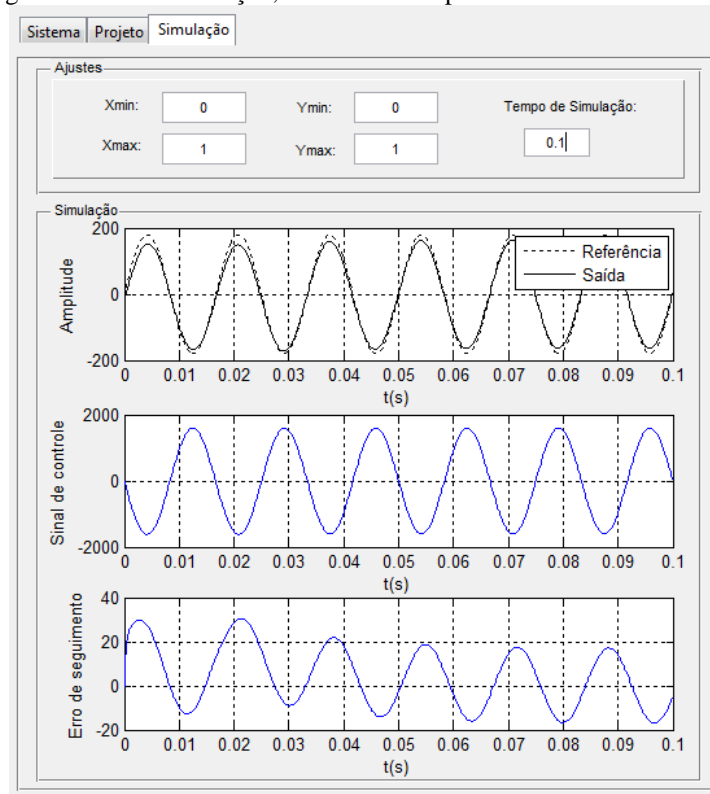 Sistema Projeto Simulação
Ajustes
Xmin: 0 Ymin: 0 Tempo de Simulação:
Xmax: 1 Ymax: 1 0.1
Simulação
200
0
-200
Amplitude
Referência
Saída
0 0.01 0.02 0.03 0.04 0.05 0.06 0.07 0.08 0.09 0.1
t(s)
2000
0
-2000
Sinal de controle
0 0.01 0.02 0.03 0.04 0.05 0.06 0.07 0.08 0.09 0.1
t(s)
40
20
0
-20
Erro de seguimento
0 0.01 0.02 0.03 0.04 0.05 0.06 0.07 0.08 0.09 0.1
t(s)